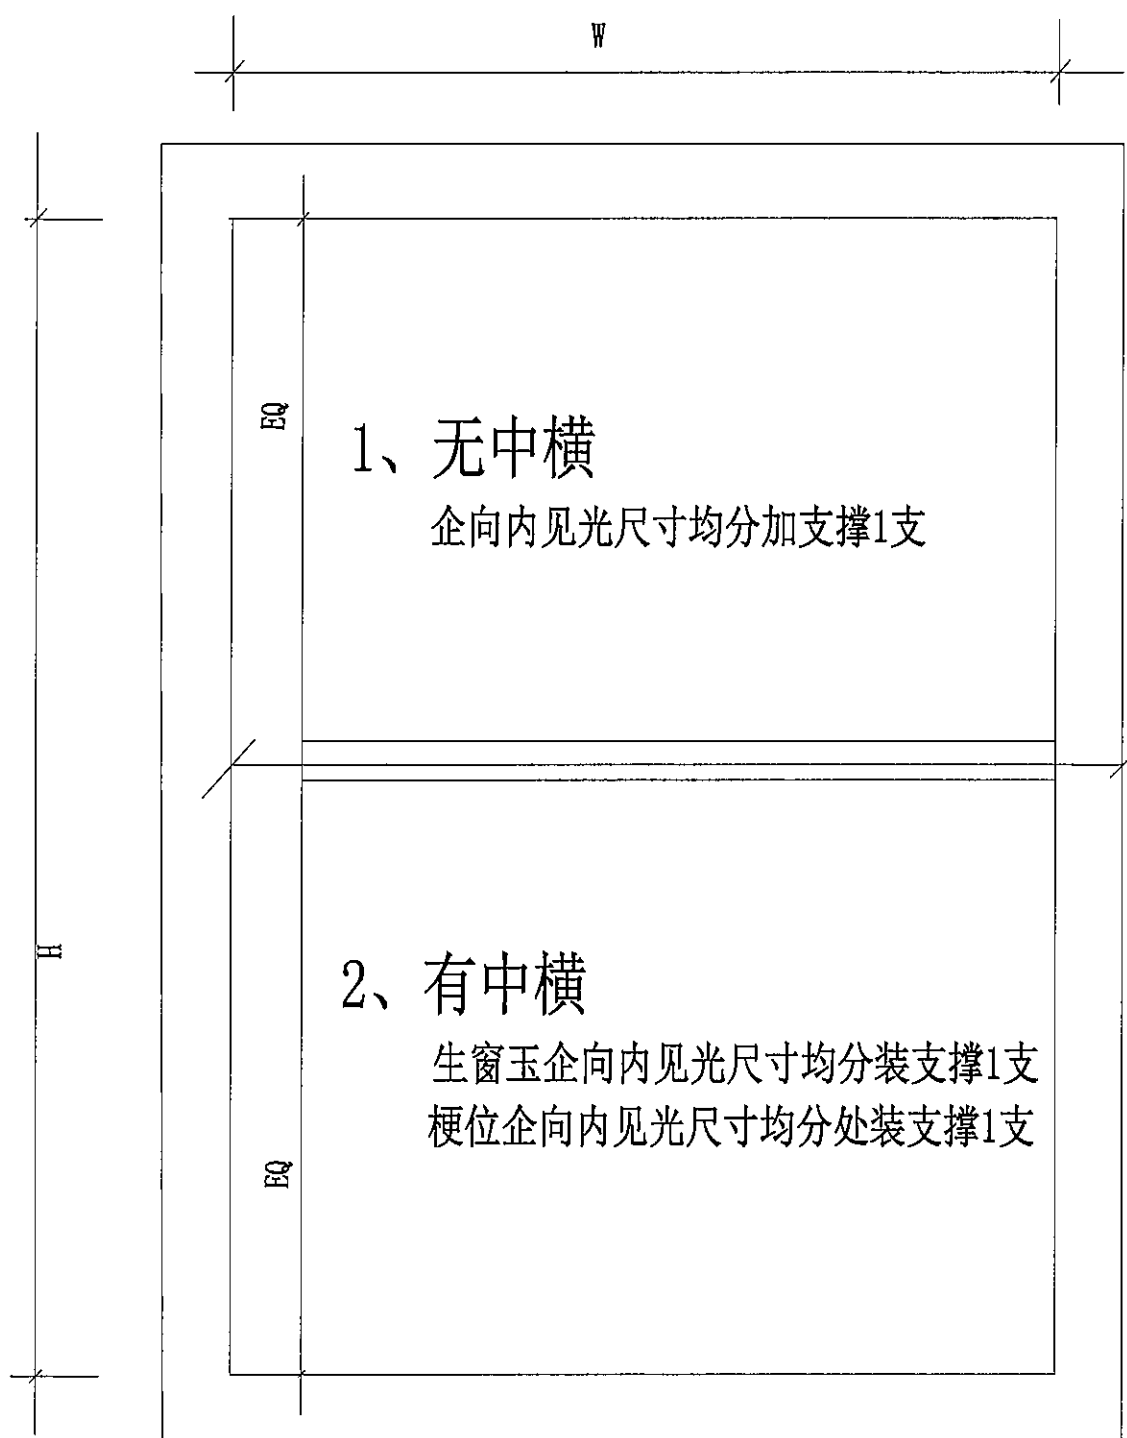 W
EQ
1、无中横
企向内见光尺寸均分加支撑1支
H
2、有中横
生窗玉企向内见光尺寸均分装支撑1支
梗位企向内见光尺寸均分处装支撑1支
EQ